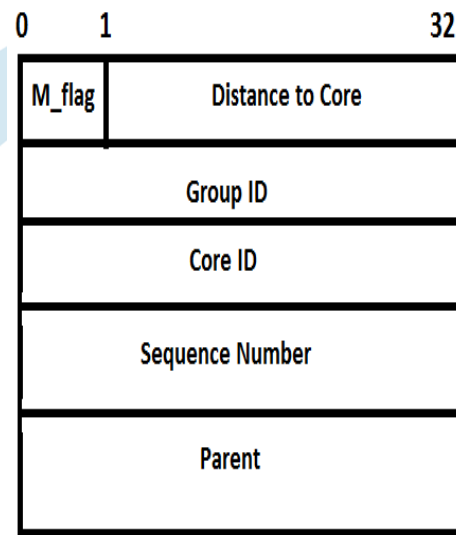 0 1 32
M_flag Distance to Core
Group ID
Core ID
Sequence Number
Parent